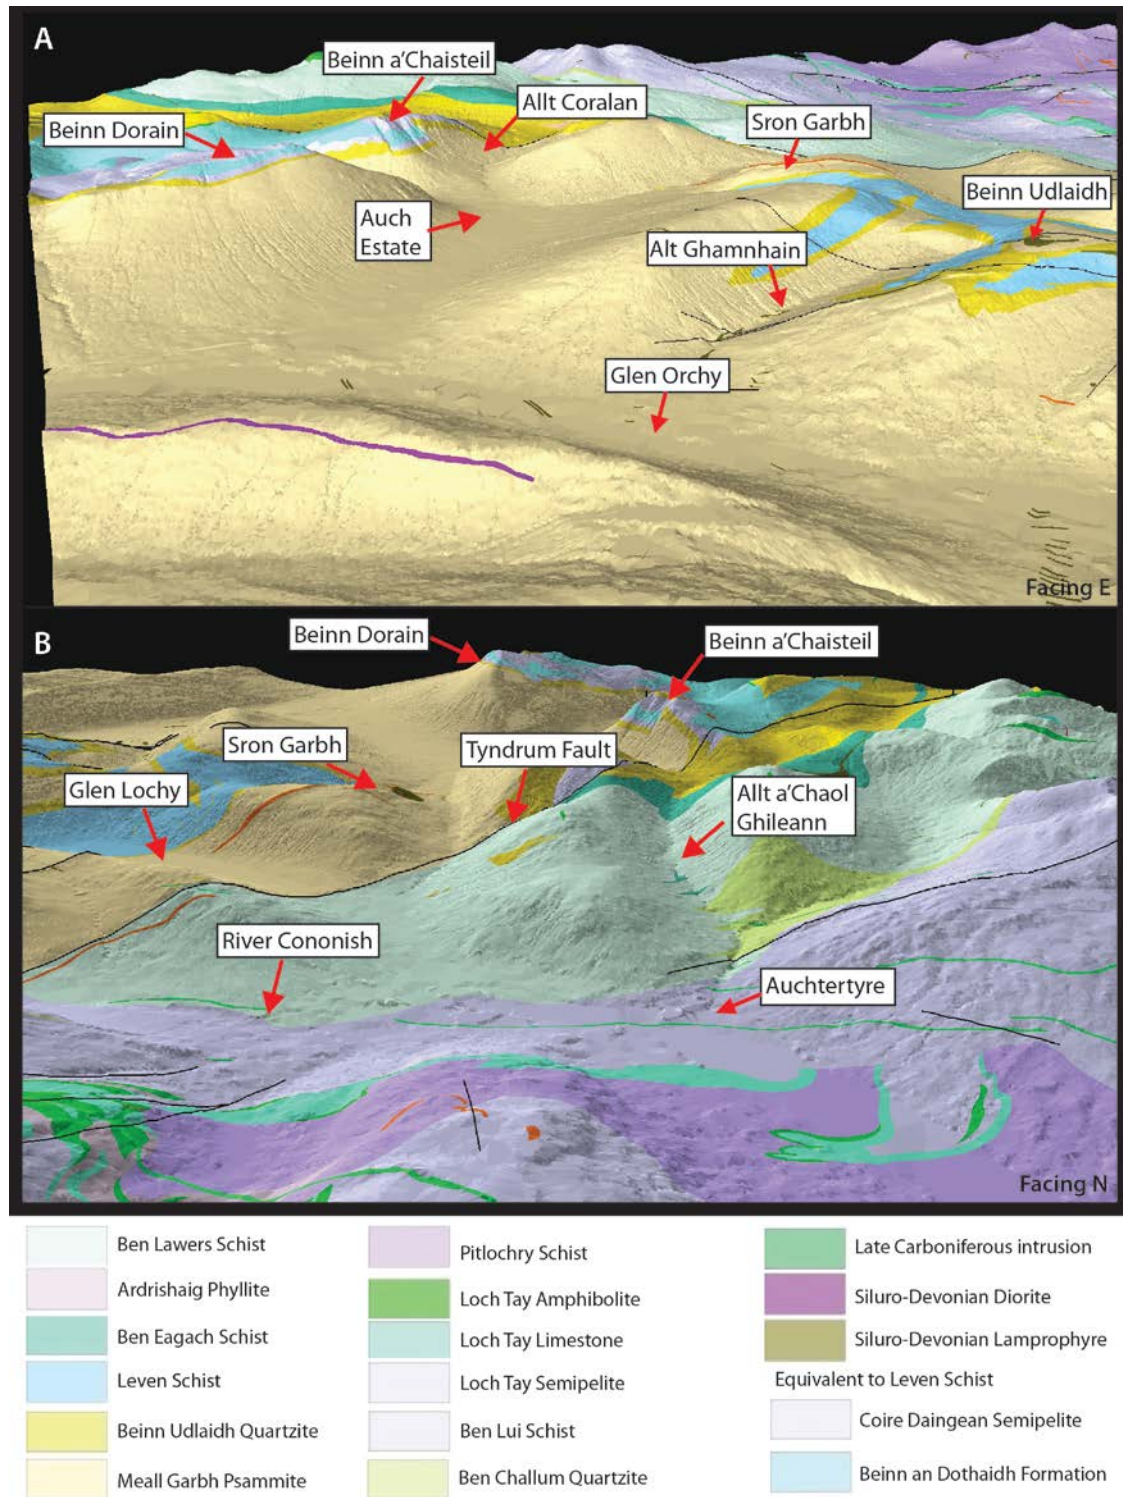 A
Beinn a'Chaisteil
Allt Coralan
Beinn Dorain
Sron Garbh
Beinn Udlaidh
Auch
Estate
Alt Ghamnhain
Glen Orchy
Facing E
B
Beinn Dorain
Beinn a'Chaisteil
Sron Garbh
Tyndrum Fault
Glen Lochy
Allt a'Chaol
Ghileann
River Cononish
Auchtertyre
Facing N
Ben Lawers Schist
Ardrishaig Phyllite
Ben Eagach Schist
Leven Schist
Beinn Udlaidh Quartzite
Meall Garbh Psammite
Pitlochry Schist
Loch Tay Amphibolite
Loch Tay Limestone
Loch Tay Semipelite
Ben Lui Schist
Ben Challum Quartzite
Late Carboniferous intrusion
Siluro-Devonian Diorite
Siluro-Devonian Lamprophyre
Equivalent to Leven Schist
Coire Daingean Semipelite
Beinn an Dothaidh Formation